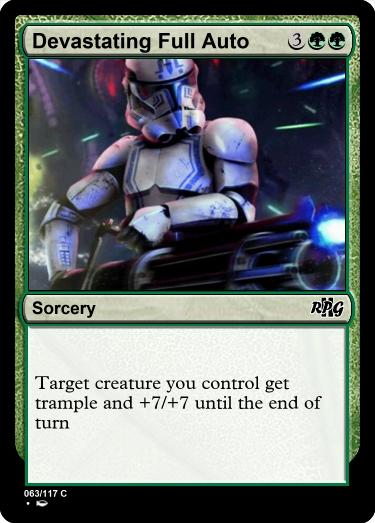 Devastating Full Auto 3
Sorcery RPG
Target creature you control get
trample and +7/+7 until the end of
turn
063/117 C